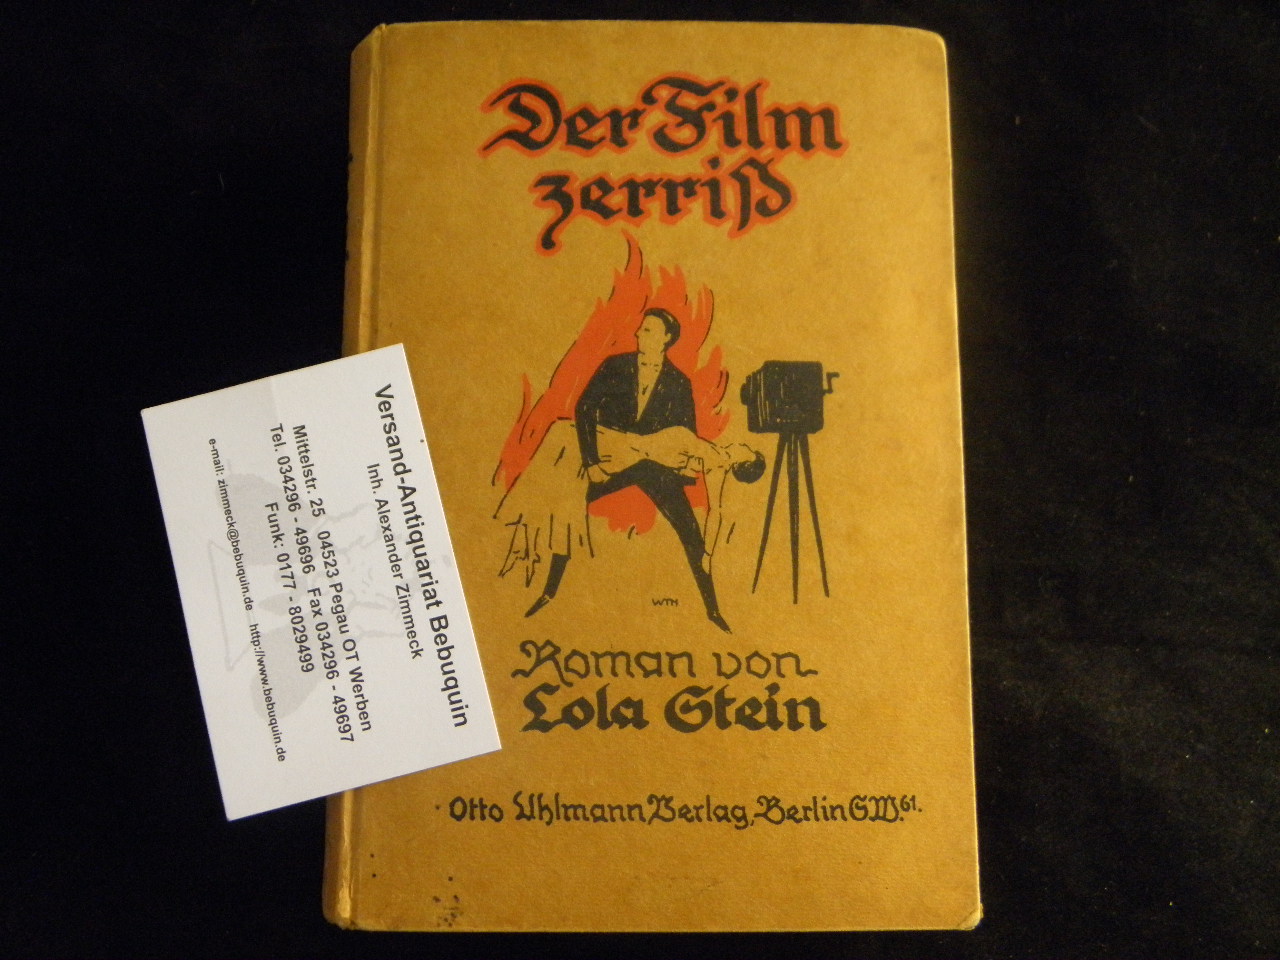 Der Film
zerriß
WTH
Roman von
Lola Stein
Otto Uhlmann Verlag, Berlin SW. 61.
Versand-Antiquariat Bebuquin
Inh. Alexander Zimmeck
Mittelstr. 25 04523 Pegau OT Werben
Tel. 034296 - 49696 Fax 034296 - 49697
Funk: 0177 - 8029499
e-mail: zimmeck@bebuquin.de http://www.bebuquin.de